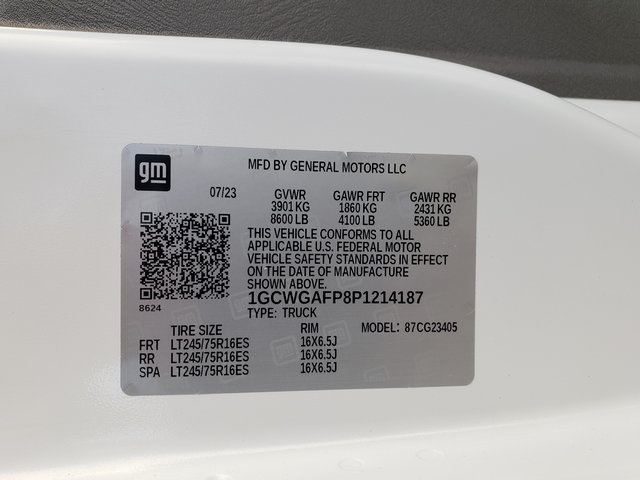 gm
MFD BY GENERAL MOTORS LLC
07/23 GVWR GAWR FRT GAWR RR
3901 KG 1860 KG 2431 KG
8600 LB 4100 LB 5360 LB
THIS VEHICLE CONFORMS TO ALL
APPLICABLE U.S. FEDERAL MOTOR
VEHICLE SAFETY STANDARDS IN EFFECT
ON THE DATE OF MANUFACTURE
SHOWN ABOVE.
1GCWGAFP8P1214187
8624
TYPE: TRUCK
TIRE SIZE RIM MODEL: 87CG23405
FRT LT245/75R16ES 16X6.5J
RR LT245/75R16ES 16X6.5J
SPA LT245/75R16ES 16X6.5J